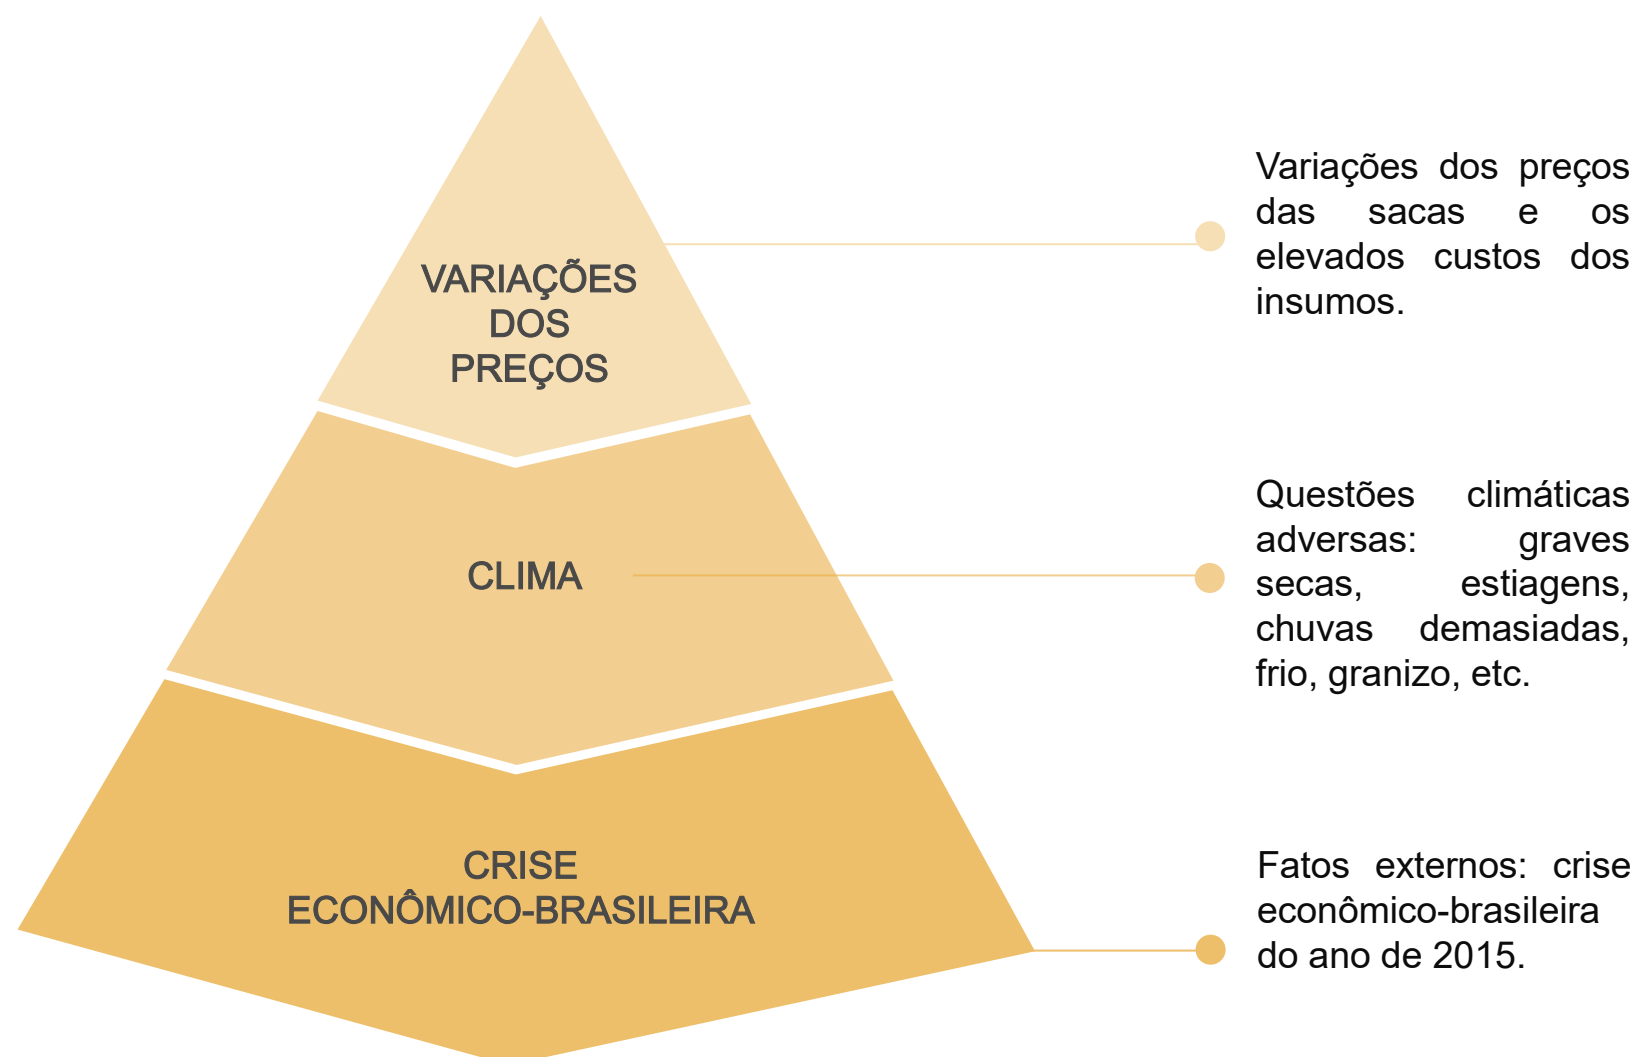 VARIAÇÕES
DOS
PREÇOS
Variações dos preços
das sacas e os
elevados custos dos
insumos.
CLIMA
Questões climáticas
adversas: graves
secas, estiagens,
chuvas demasiadas,
frio, granizo, etc.
CRISE
ECONÔMICO-BRASILEIRA
Fatos externos: crise
econômico-brasileira
do ano de 2015.